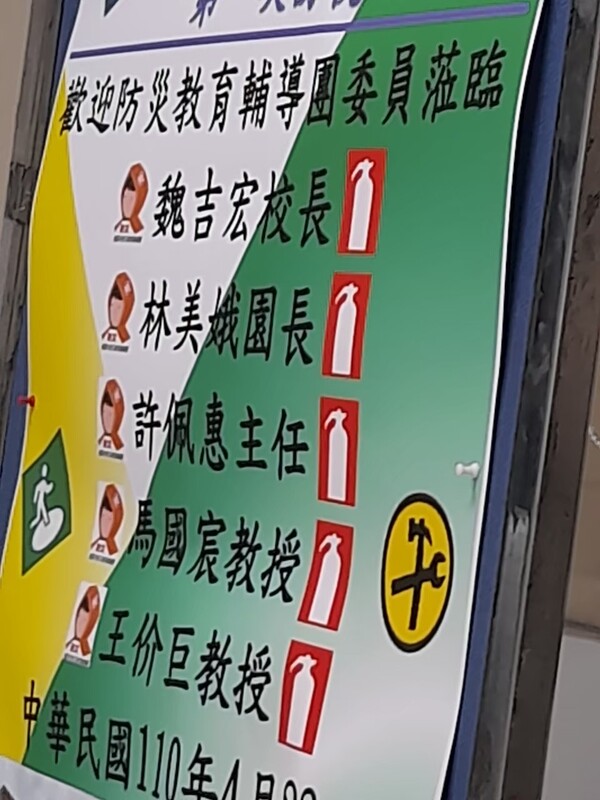 歡迎防災教育輔導團委員蒞臨
魏吉宏校長
林美娥園長
許佩惠主任
馬國宸教授
王价巨教授
中華民國110年4月